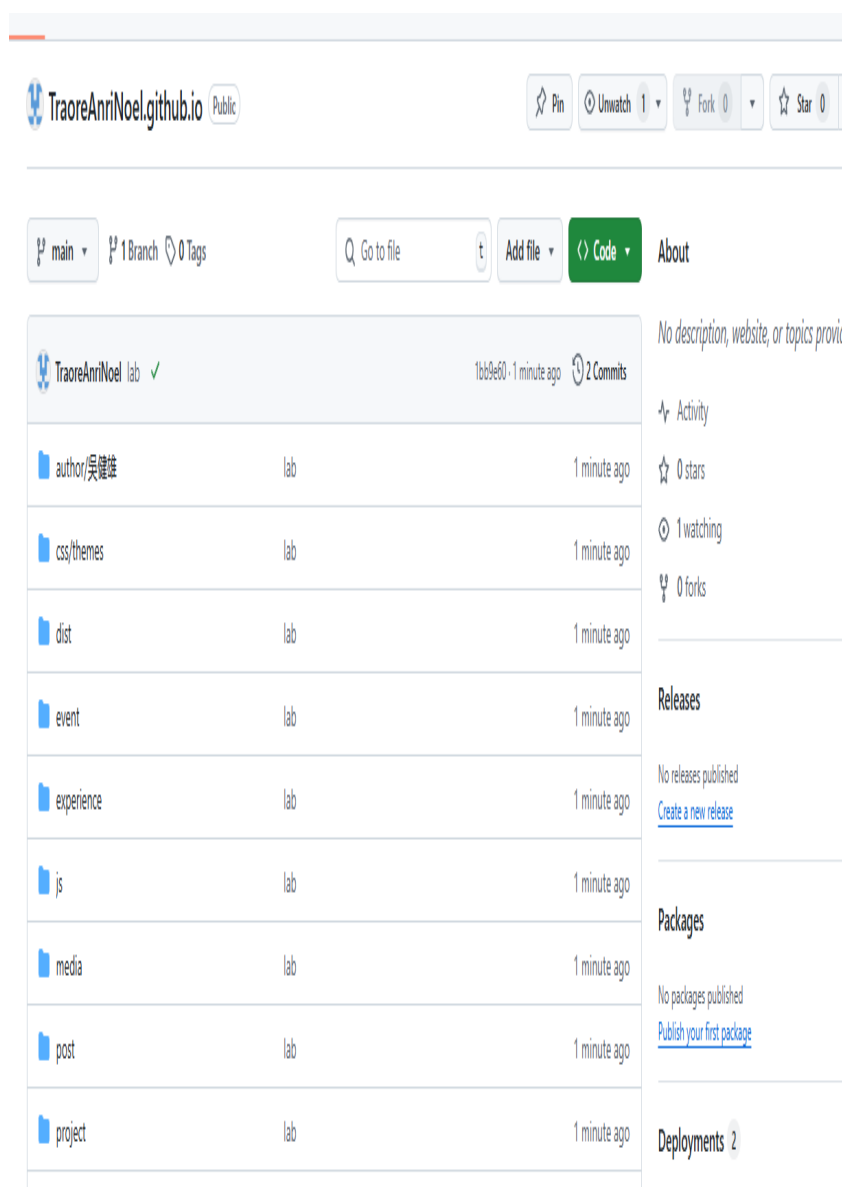 TraoreAnriNoel.github.io Public
Pin Unwatch 1 Fork 0 Star 0
main 1 Branch 0 Tags Go to file t Add file Code
About
No description, website, or topics
TraoreAnriNoel lab 1bb9e60 · 1 minute ago 2 Commits
Activity
author/吳健雄 lab 1 minute ago
0 stars
1 watching
css/themes lab 1 minute ago
0 forks
dist lab 1 minute ago
Releases
event lab 1 minute ago
No releases published
experience lab 1 minute ago
Create a new release
js lab 1 minute ago
Packages
media lab 1 minute ago
No packages published
Publish your first package
post lab 1 minute ago
project lab 1 minute ago
Deployments 2